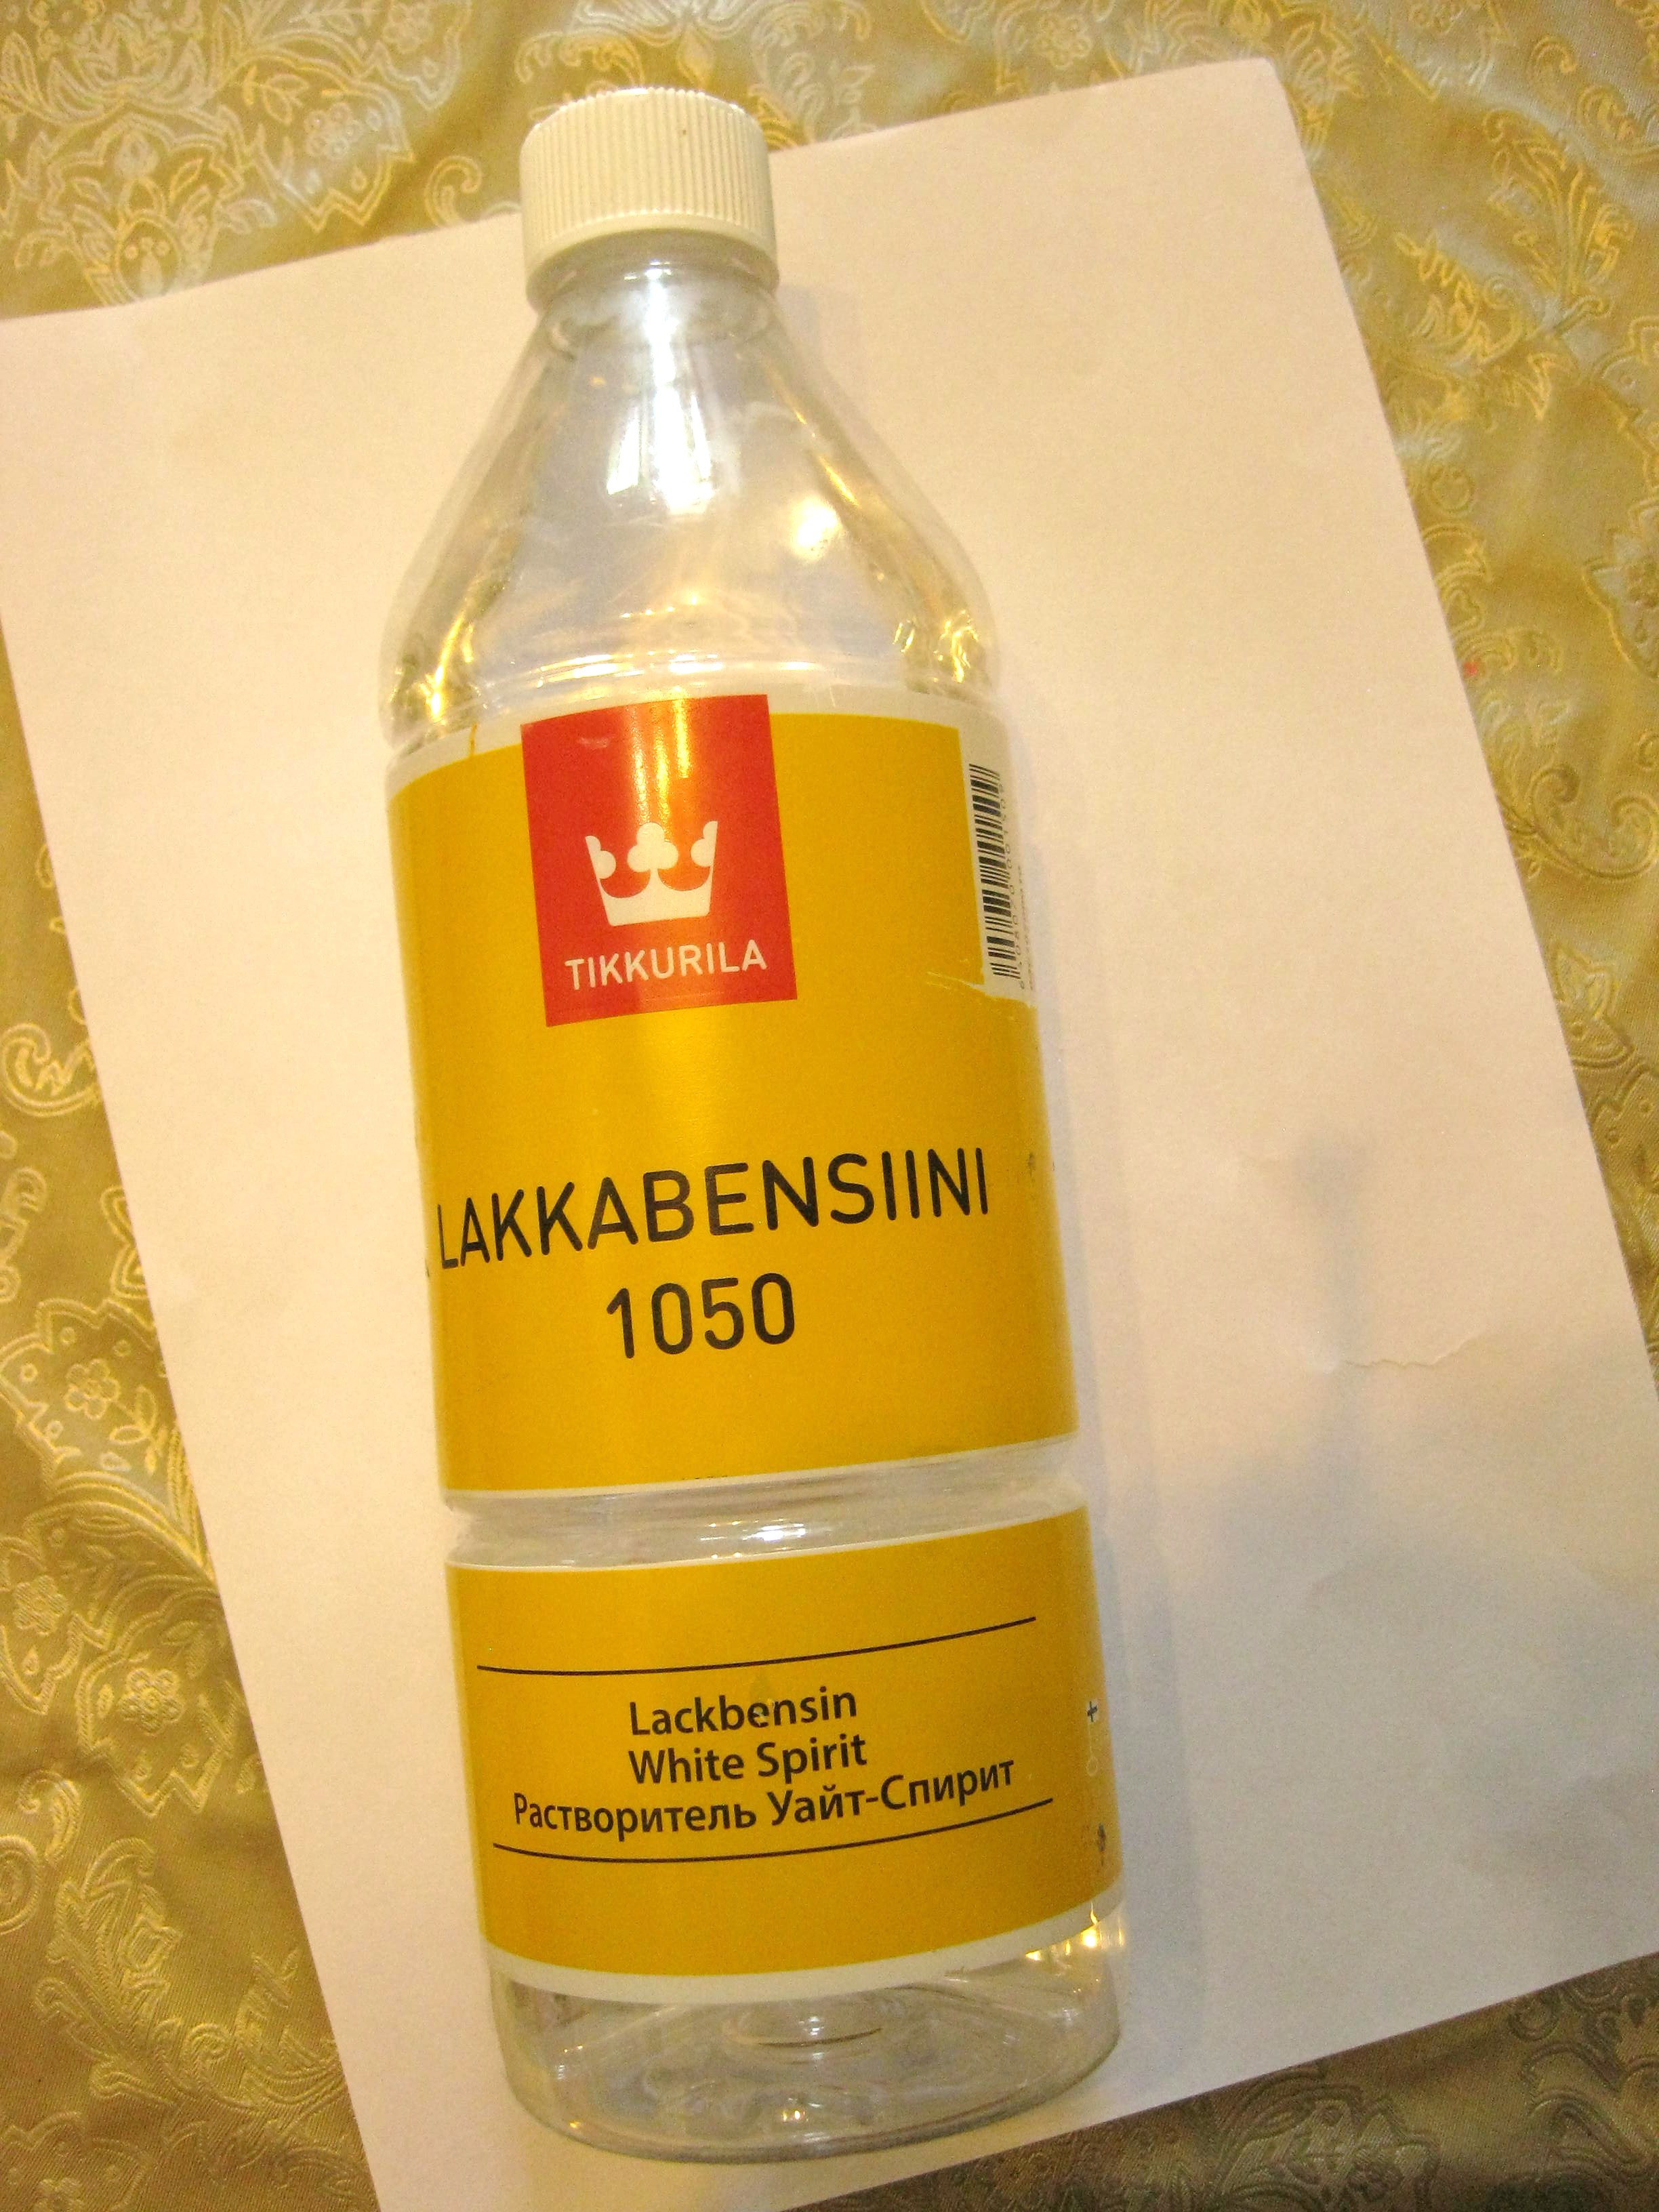 TIKKURILA
LAKKABENSIINI
1050
Lackbensin
White Spirit
Растворитель Уайт-Спирит